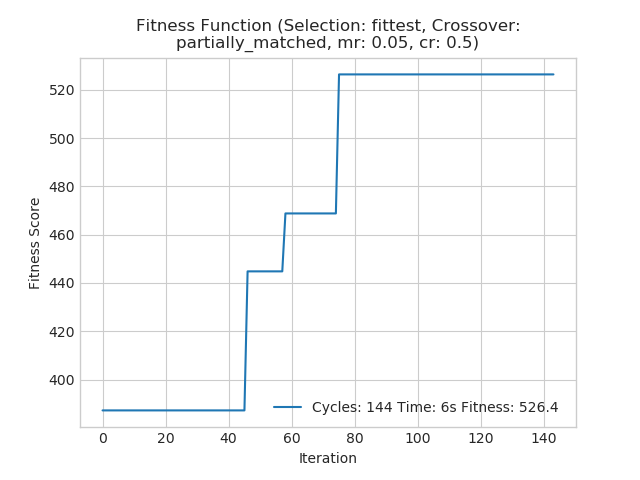 Fitness Function (Selection: fittest, Crossover:
partially_matched, mr: 0.05, cr: 0.5)
Fitness Score
520
500
480
460
440
420
400
Cycles: 144 Time: 6s Fitness: 526.4
0 20 40 60 80 100 120 140
Iteration